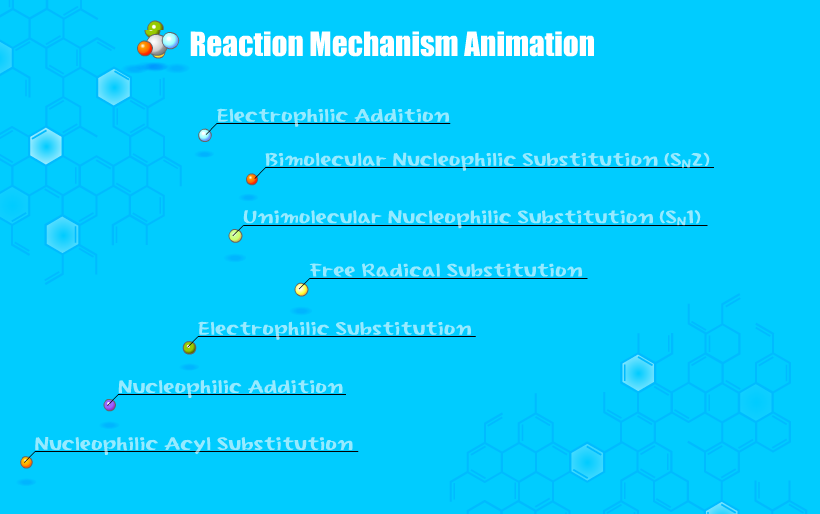 Reaction Mechanism Animation
Electrophilic Addition
Bimolecular Nucleophilic Substitution (SN2)
Unimolecular Nucleophilic Substitution (SN1)
Free Radical Substitution
Electrophilic Substitution
Nucleophilic Addition
Nucleophilic Acyl Substitution